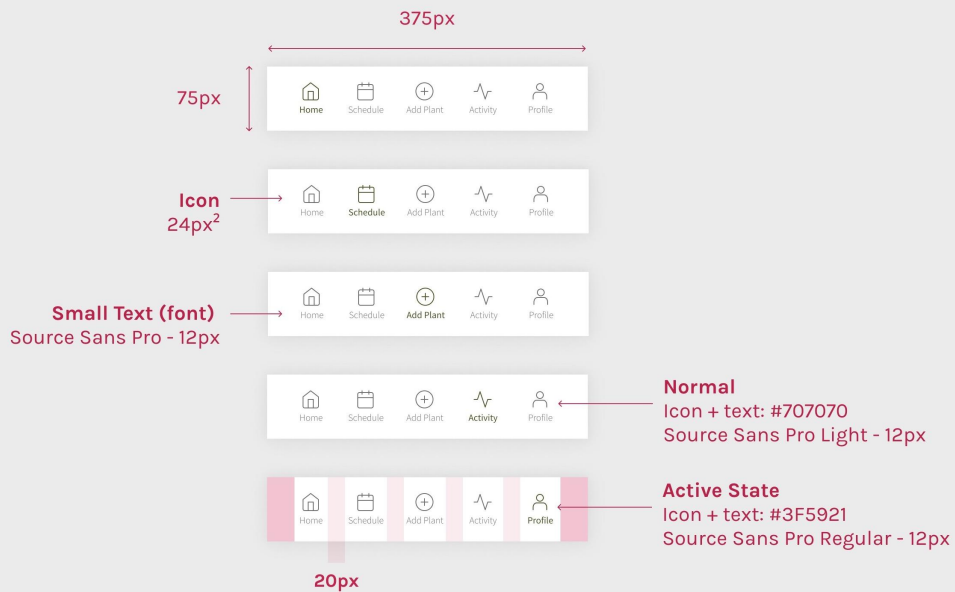 375px
75px
Home Schedule Add Plant Activity Profile
Icon
24px²
Home Schedule Add Plant Activity Profile
Small Text (font)
Source Sans Pro - 12px
Home Schedule Add Plant Activity Profile
Normal
Icon + text: #707070
Source Sans Pro Light - 12px
Home Schedule Add Plant Activity Profile
Active State
Icon + text: #3F5921
Source Sans Pro Regular - 12px
Home Schedule Add Plant Activity Profile
20px